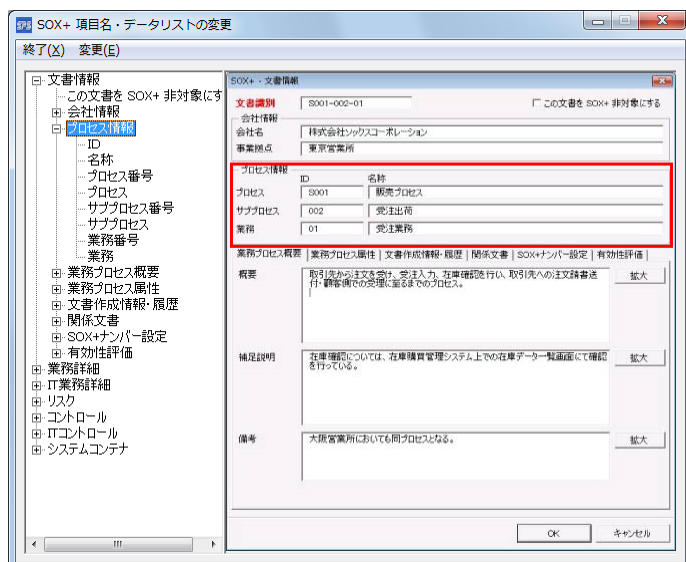 SPS SOX+ 項目名・データリストの変更
終了(X) 変更(E)
文書情報
この文書を SOX+ 非対象にす
会社情報
プロセス情報
ID
名称
プロセス番号
プロセス
サブプロセス番号
サブプロセス
業務番号
業務
業務プロセス概要
業務プロセス属性
文書作成情報・履歴
関係文書
SOX+ナンバー設定
有効性評価
業務詳細
IT業務詳細
リスク
コントロール
ITコントロール
システムコンテナ
SOX+ - 文書情報
文書識別 S001-002-01 この文書を SOX+ 非対象にする
会社情報
会社名 株式会社ソックスコーポレーション
事業拠点 東京営業所
プロセス情報
ID 名称
プロセス S001 販売プロセス
サブプロセス 002 受注出荷
業務 01 受注業務
業務プロセス概要 業務プロセス属性 文書作成情報・履歴 関係文書 SOX+ナンバー設定 有効性評価
概要 取引先から注文を受け、受注入力、在庫確認を行い、取引先への注文請書送 拡大
付・顧客側での受理に至るまでのプロセス。
補足説明 在庫確認については、在庫購買管理システム上での在庫データ一覧画面にて確認 拡大
を行っている。
備考 大阪営業所においても同プロセスとなる。 拡大
OK キャンセル